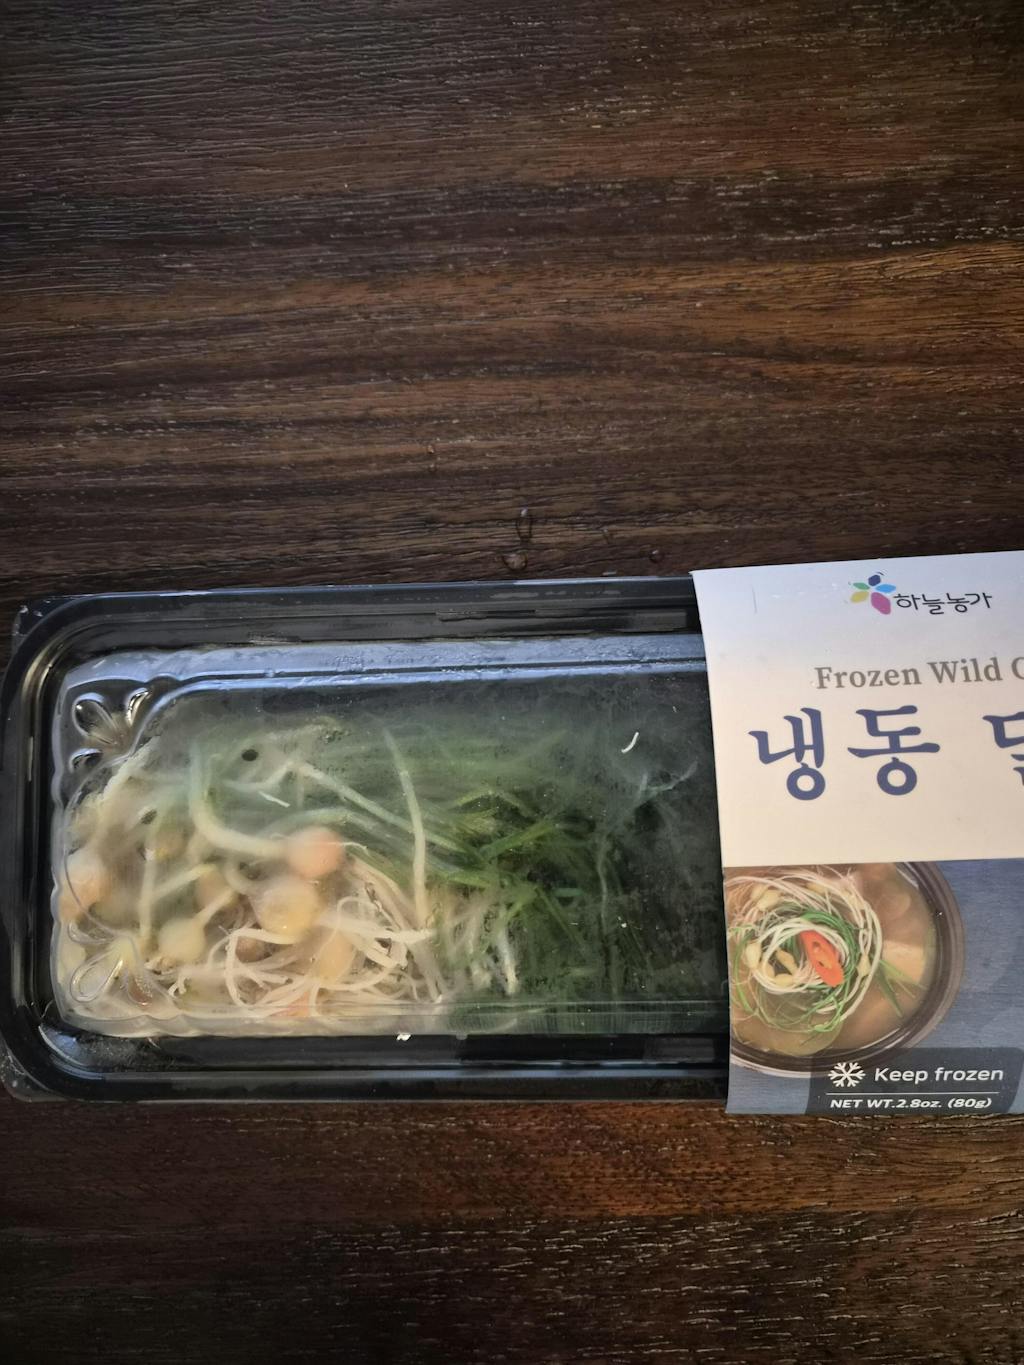 하늘농가
Frozen Wild
냉동
Keep frozen
NET WT.2.8oz. (80g)